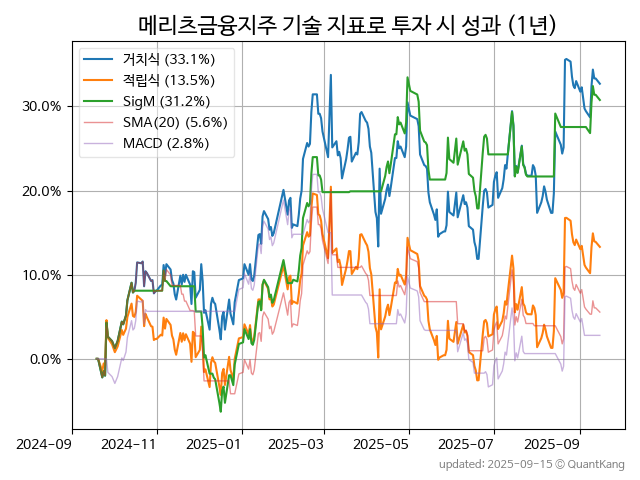 메리츠금융지주 기술 지표로 투자 시 성과 (1년)
거치식 (33.1%)
적립식 (13.5%)
SigM (31.2%)
SMA(20) (5.6%)
MACD (2.8%)
30.0%
20.0%
10.0%
0.0%
2024-09 2024-11 2025-01 2025-03 2025-05 2025-07 2025-09
updated: 2025-09-15 ⓒ QuantKang